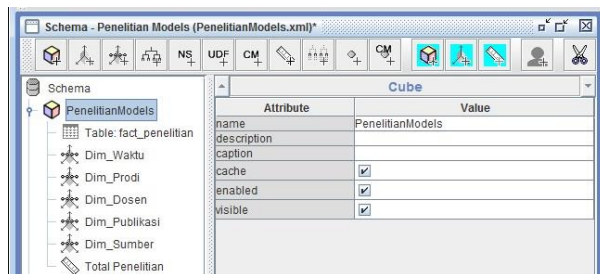 Schema - Penelitian Models (PenelitianModels.xml)*
NS UDF CM CM
Schema
PenelitianModels
Table: fact_penelitian
Dim_Waktu
Dim_Prodi
Dim_Dosen
Dim_Publikasi
Dim_Sumber
Total Penelitian
Cube
Attribute Value
name PenelitianModels
description
caption
cache
enabled
visible